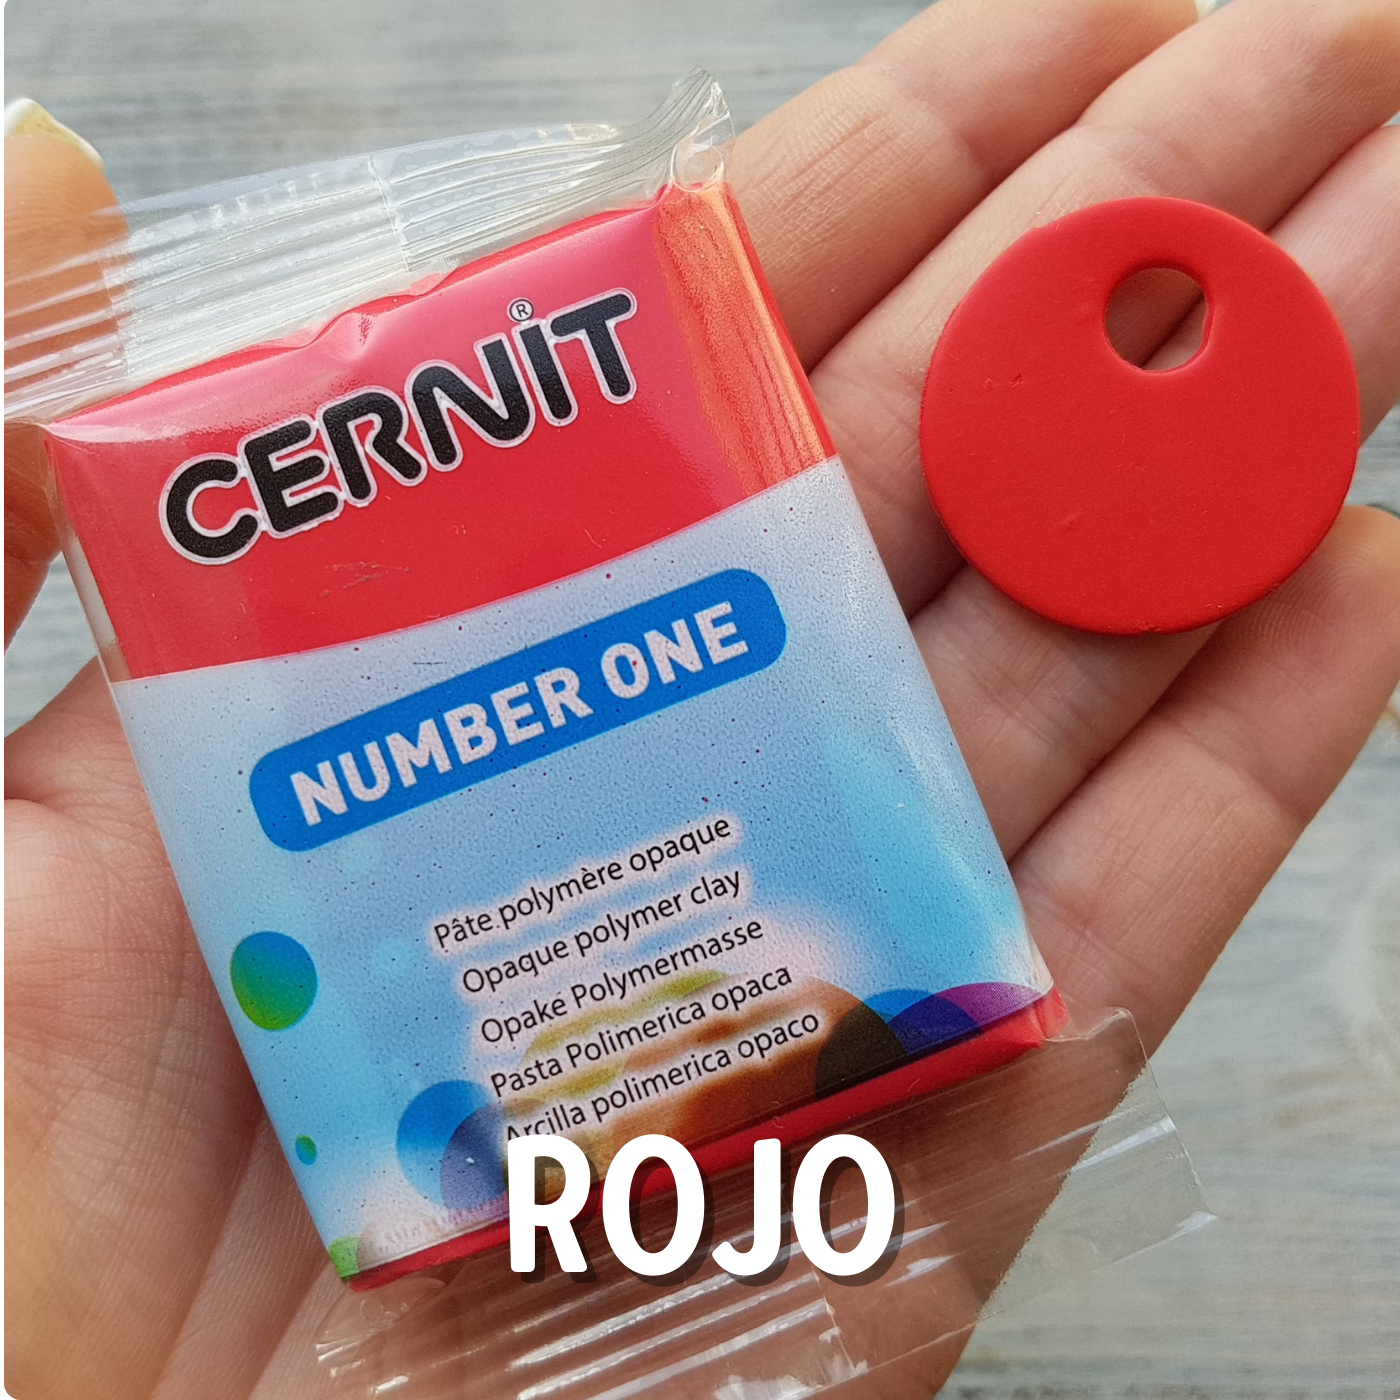 CERNIT®
NUMBER ONE
Pâte polymère opaque
Opaque polymer clay
Opake Polymermasse
Pasta Polimerica opaca
Arcilla polimerica opaco
ROJO